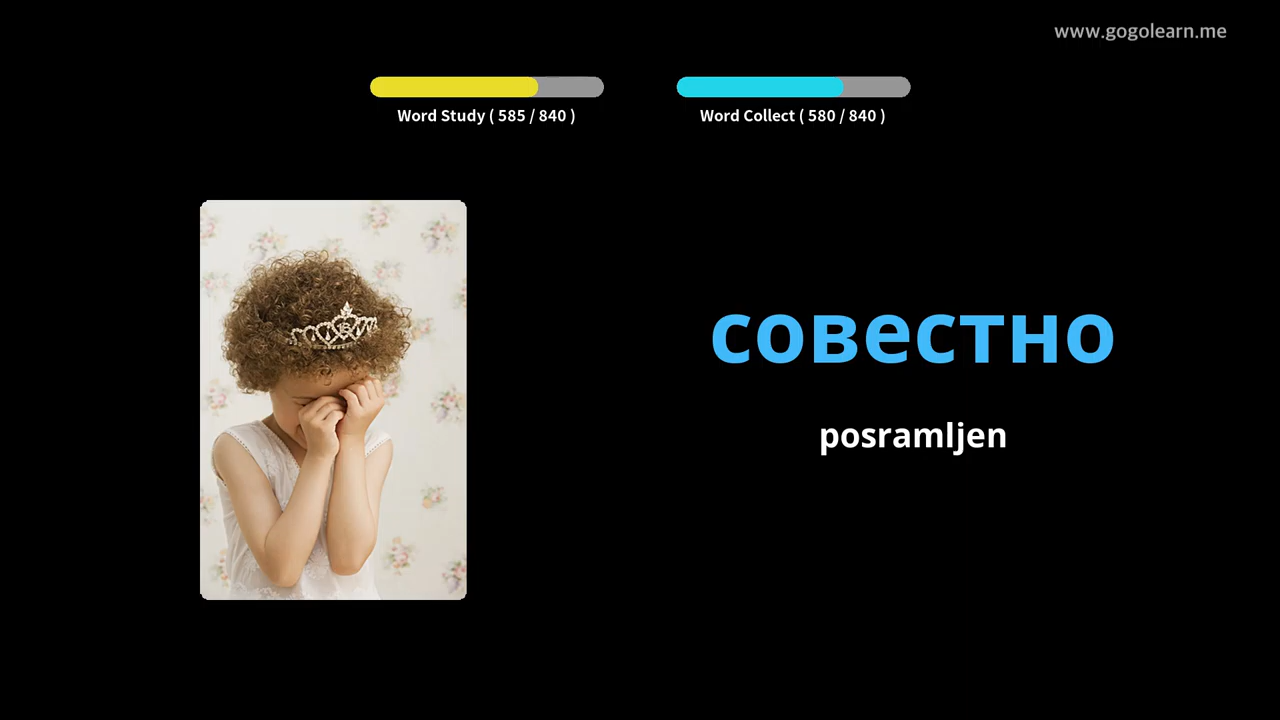 www.gogolearn.me
Word Study ( 585 / 840 )
Word Collect ( 580 / 840 )
совестно
posramljen